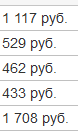 1 117 руб.
529 руб.
462 руб.
433 руб.
1 708 руб.